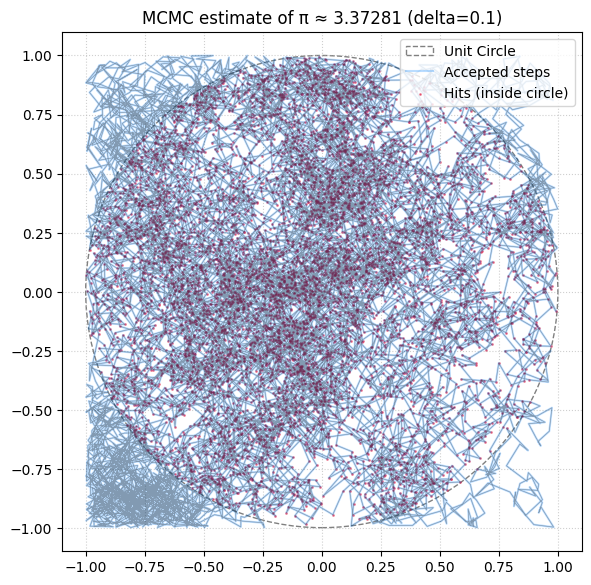 MCMC estimate of π ≈ 3.37281 (delta=0.1)
Unit Circle
Accepted steps
Hits (inside circle)
1.00
0.75
0.50
0.25
0.00
−0.25
−0.50
−0.75
−1.00
−1.00 −0.75 −0.50 −0.25 0.00 0.25 0.50 0.75 1.00